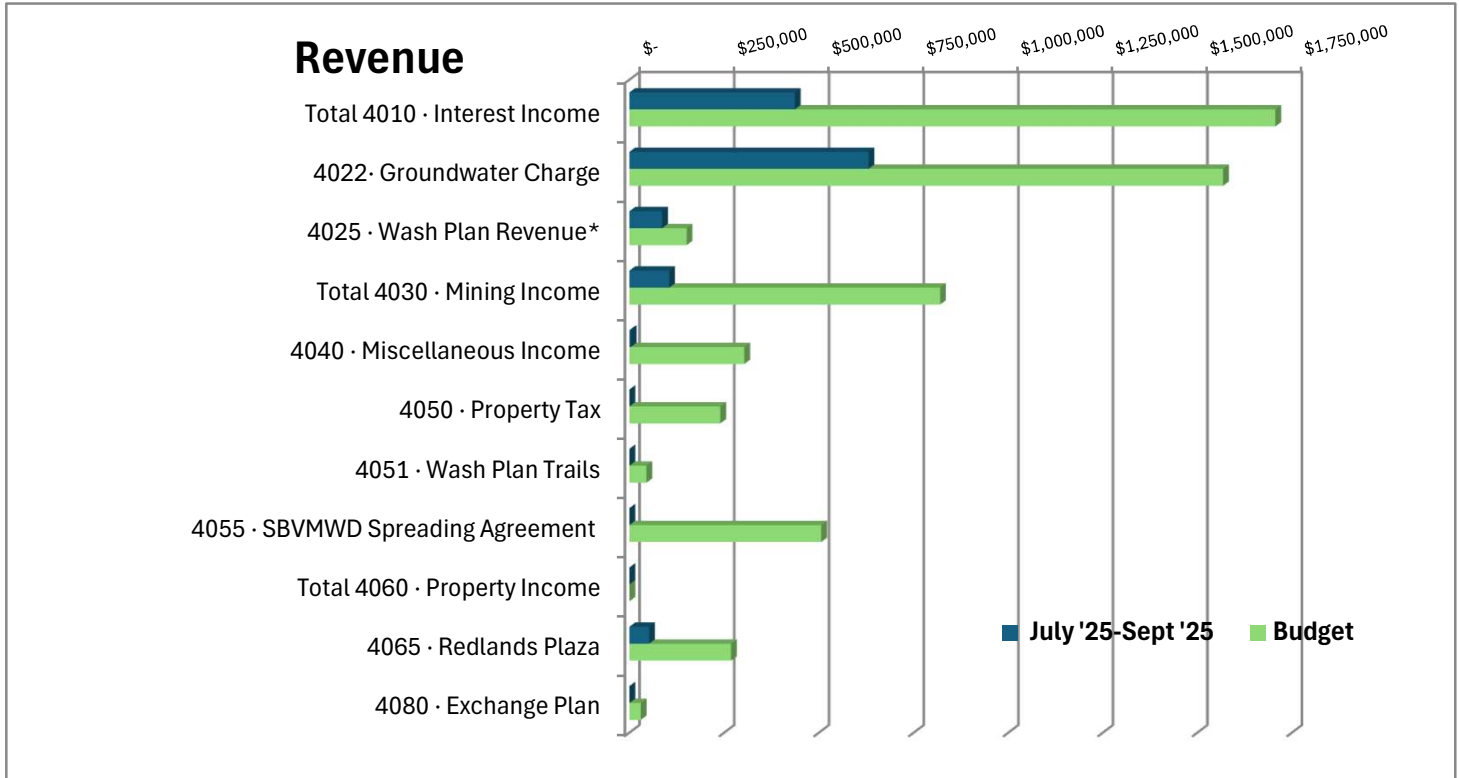 Revenue
$- $250,000 $500,000 $750,000 $1,000,000 $1,250,000 $1,500,000 $1,750,000
Total 4010 · Interest Income
4022· Groundwater Charge
4025 · Wash Plan Revenue*
Total 4030 · Mining Income
4040 · Miscellaneous Income
4050 · Property Tax
4051 · Wash Plan Trails
4055 · SBVMWD Spreading Agreement
Total 4060 · Property Income
July '25-Sept '25 Budget
4065 · Redlands Plaza
4080 · Exchange Plan